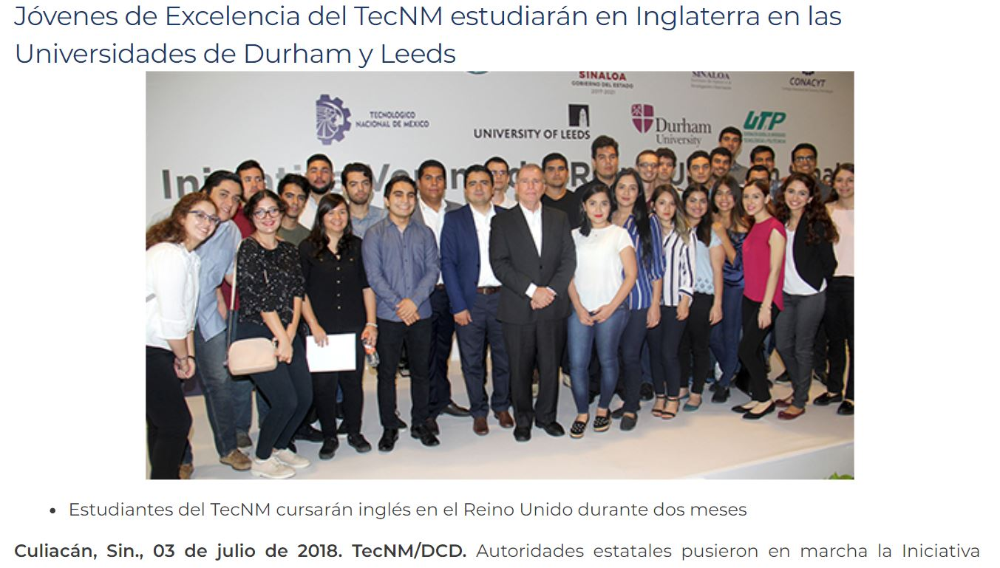 Jóvenes de Excelencia del TecNM estudiarán en Inglaterra en las
Universidades de Durham y Leeds
SINALOA
GOBIERNO DEL ESTADO
2017-2021
SINALOA
CONACYT
TECNOLÓGICO
NACIONAL DE MÉXICO
UNIVERSITY OF LEEDS
Durham
University
UTP
• Estudiantes del TecNM cursarán inglés en el Reino Unido durante dos meses
Culiacán, Sin., 03 de julio de 2018. TecNM/DCD. Autoridades estatales pusieron en marcha la Iniciativa